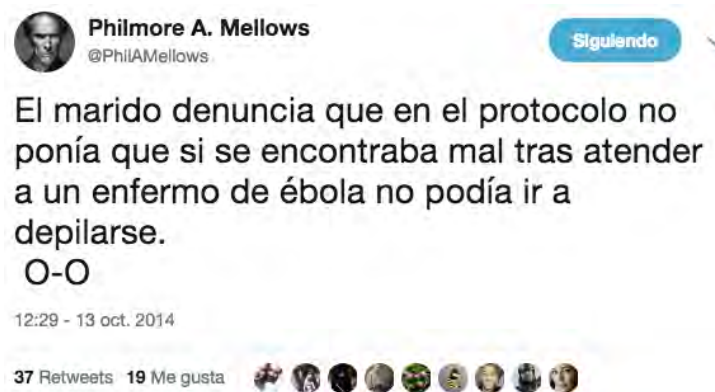 Philmore A. Mellows
@PhilAMellows
Siguiendo
El marido denuncia que en el protocolo no
ponía que si se encontraba mal tras atender
a un enfermo de ébola no podía ir a
depilarse.
O-O
12:29 - 13 oct. 2014
37 Retweets 19 Me gusta